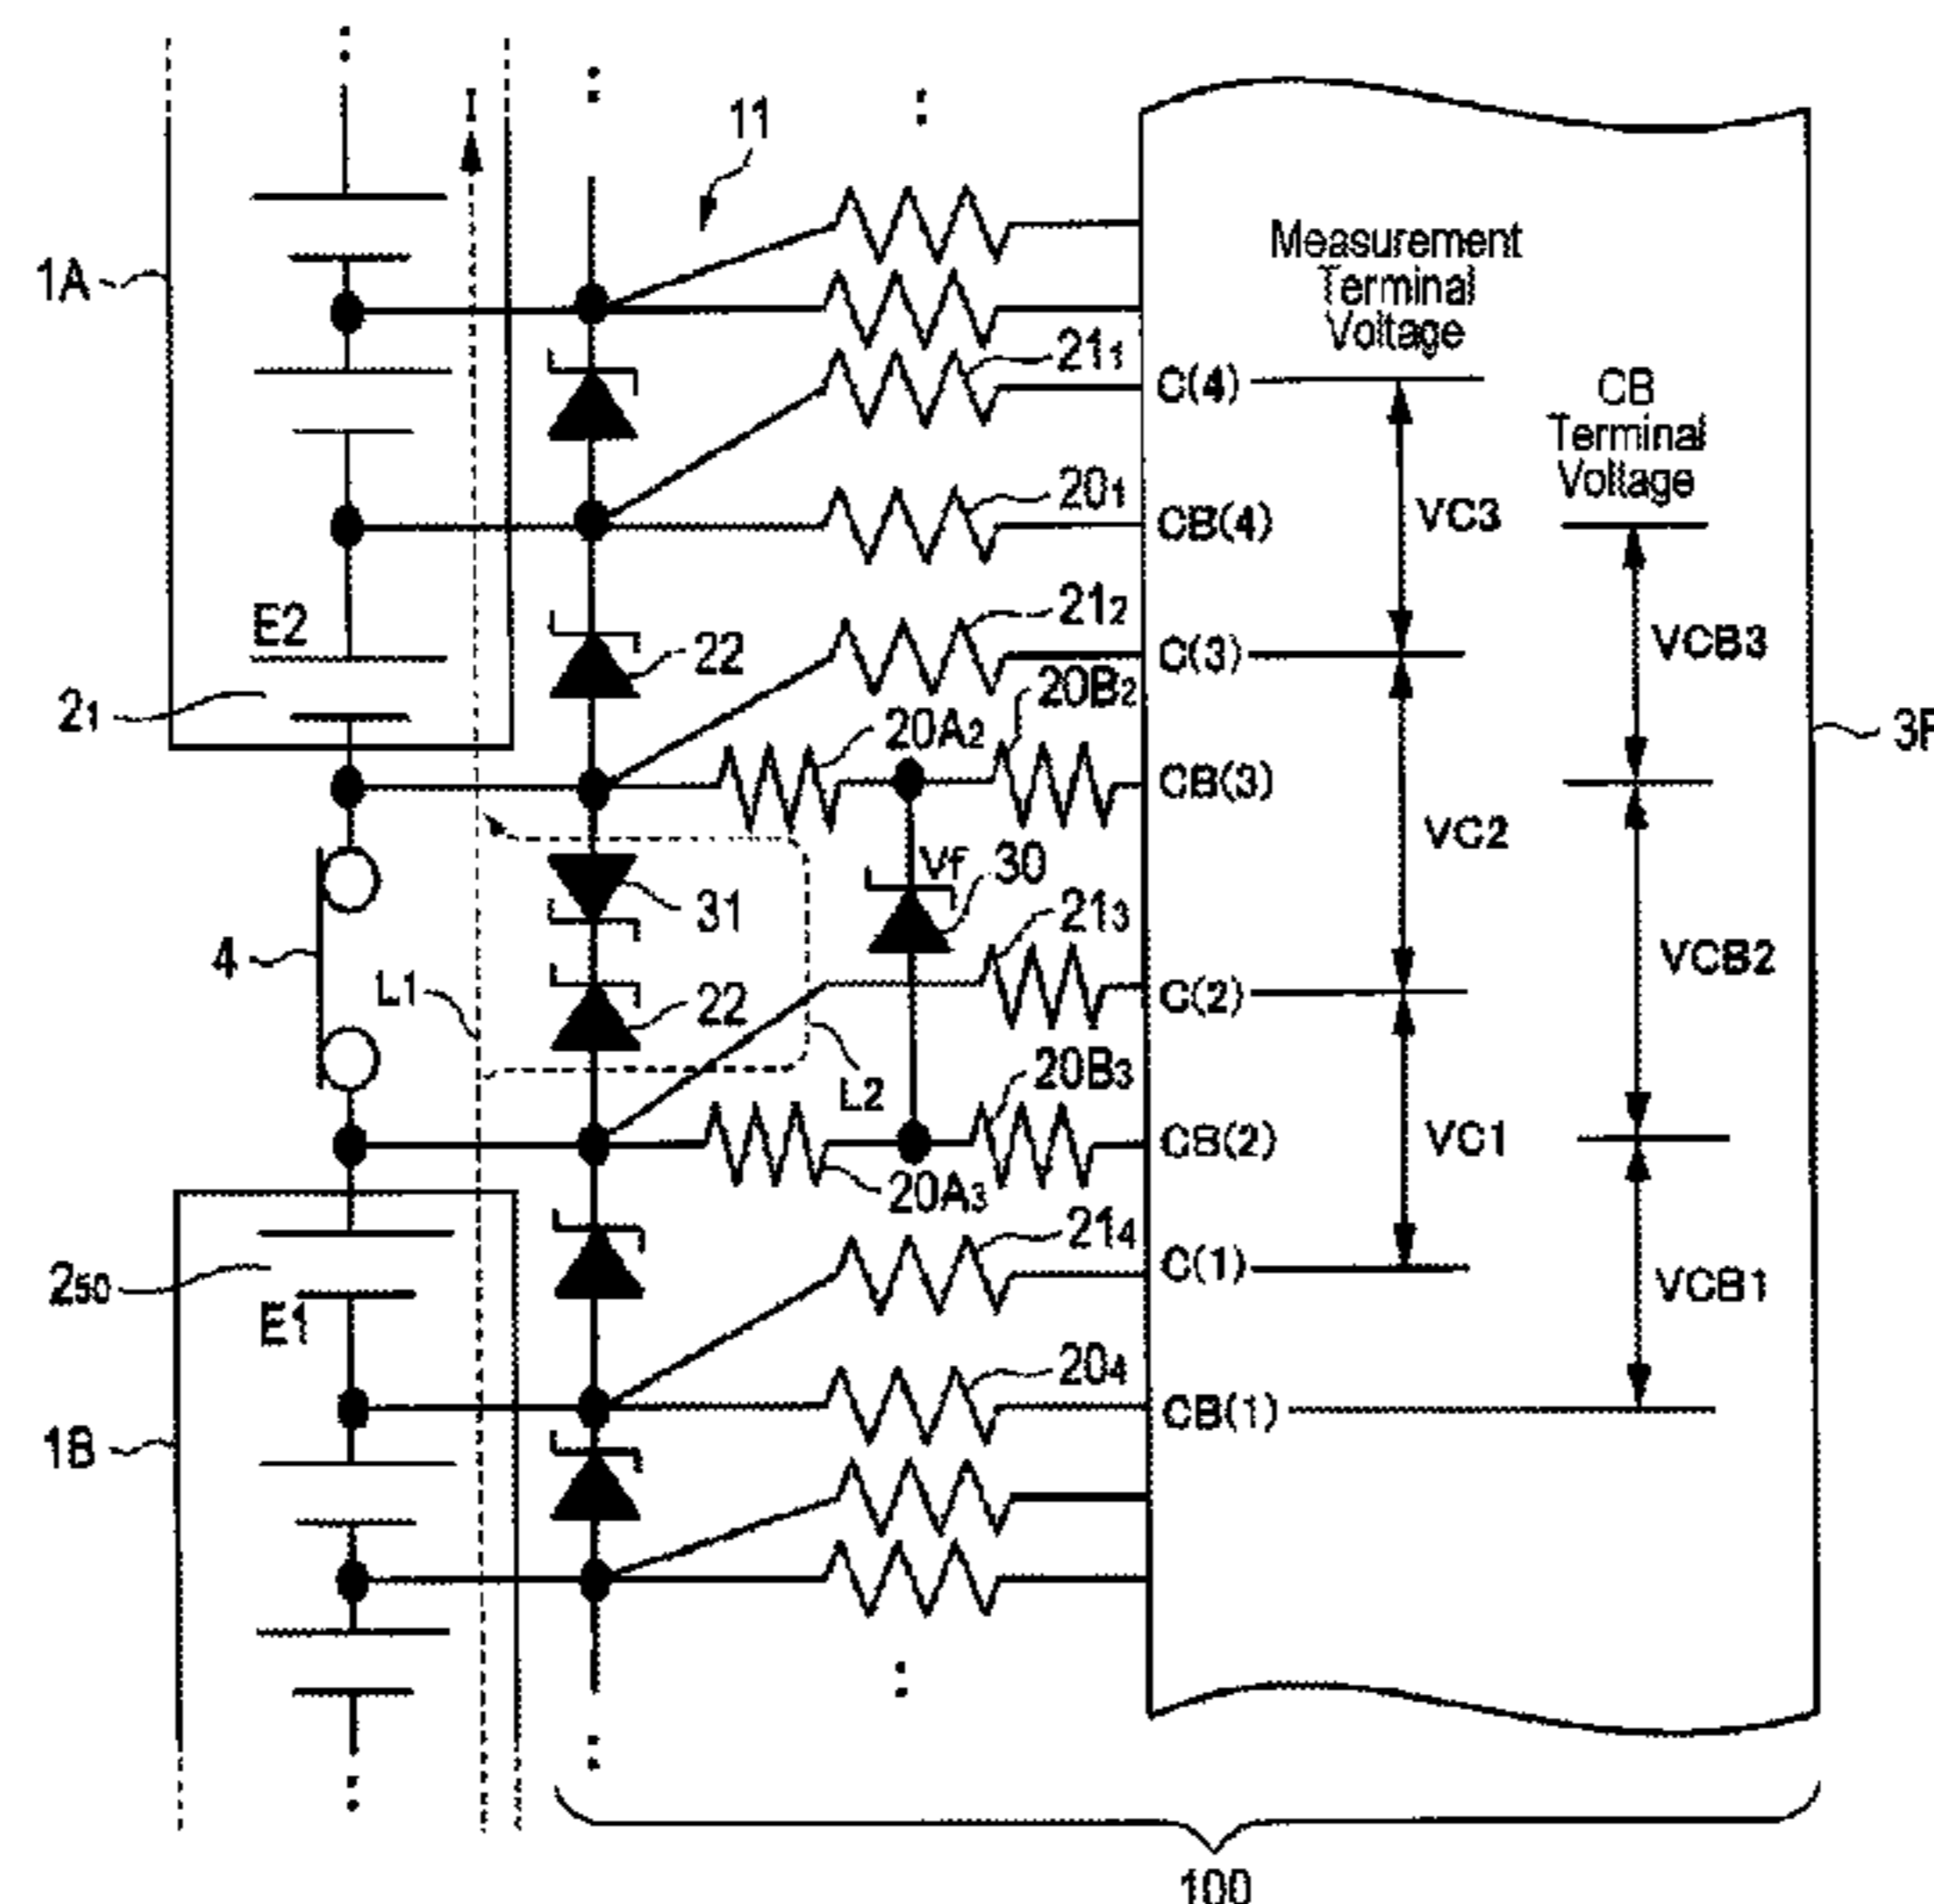 I
11
1A
Measurement
Terminal
Voltage
21₁
C(4)
CB
Terminal
Voltage
20₁
CB(4)
VC3
E2
21₂
22
C(3)
VCB3
2₁
20A₂
20B₂
CB(3)
VC2
Vf
30
31
21₃
4
L1
22
C(2)
VCB2
L2
20B₃
CB(2)
VC1
20A₃
21₄
2₅₀
C(1)
E1
VCB1
20₄
1B
CB(1)
100